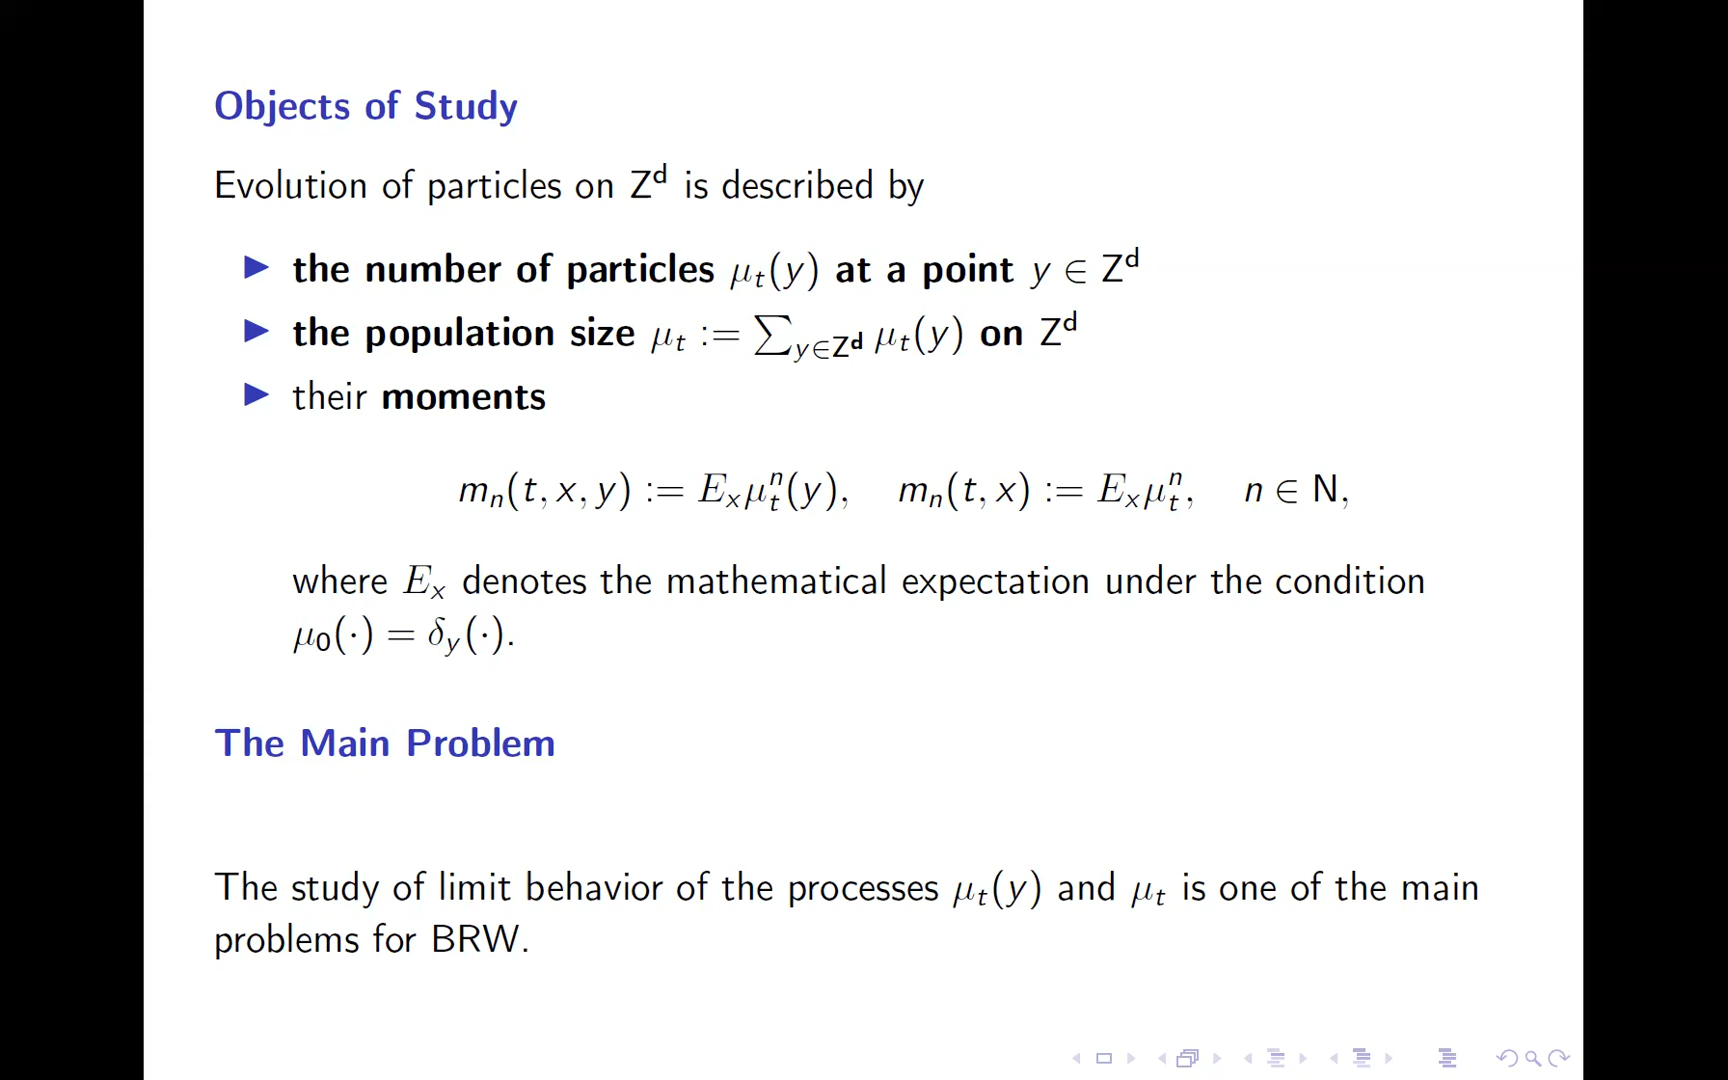 Objects of Study
Evolution of particles on Z^d is described by
▶ the number of particles μ_t(y) at a point y ∈ Z^d
▶ the population size μ_t := ∑_{y∈Z^d} μ_t(y) on Z^d
▶ their moments
m_n(t, x, y) := E_x μ_t^n(y), m_n(t, x) := E_x μ_t^n, n ∈ N,
where E_x denotes the mathematical expectation under the condition
μ_0(·) = δ_y(·).
The Main Problem
The study of limit behavior of the processes μ_t(y) and μ_t is one of the main
problems for BRW.